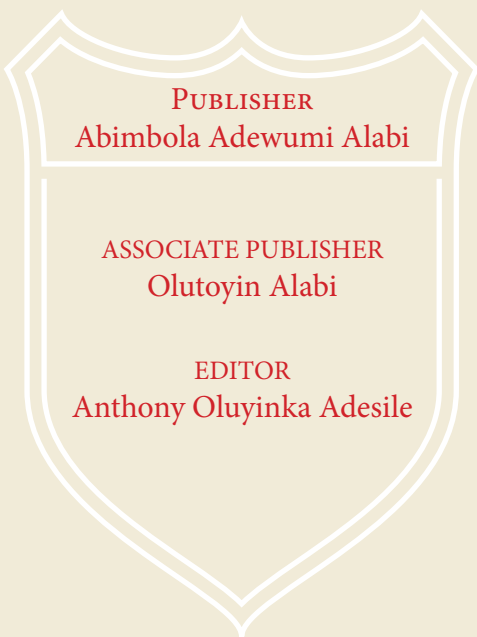 Publisher
Abimbola Adewumi Alabi
ASSOCIATE PUBLISHER
Olutoyin Alabi
EDITOR
Anthony Oluyinka Adesile